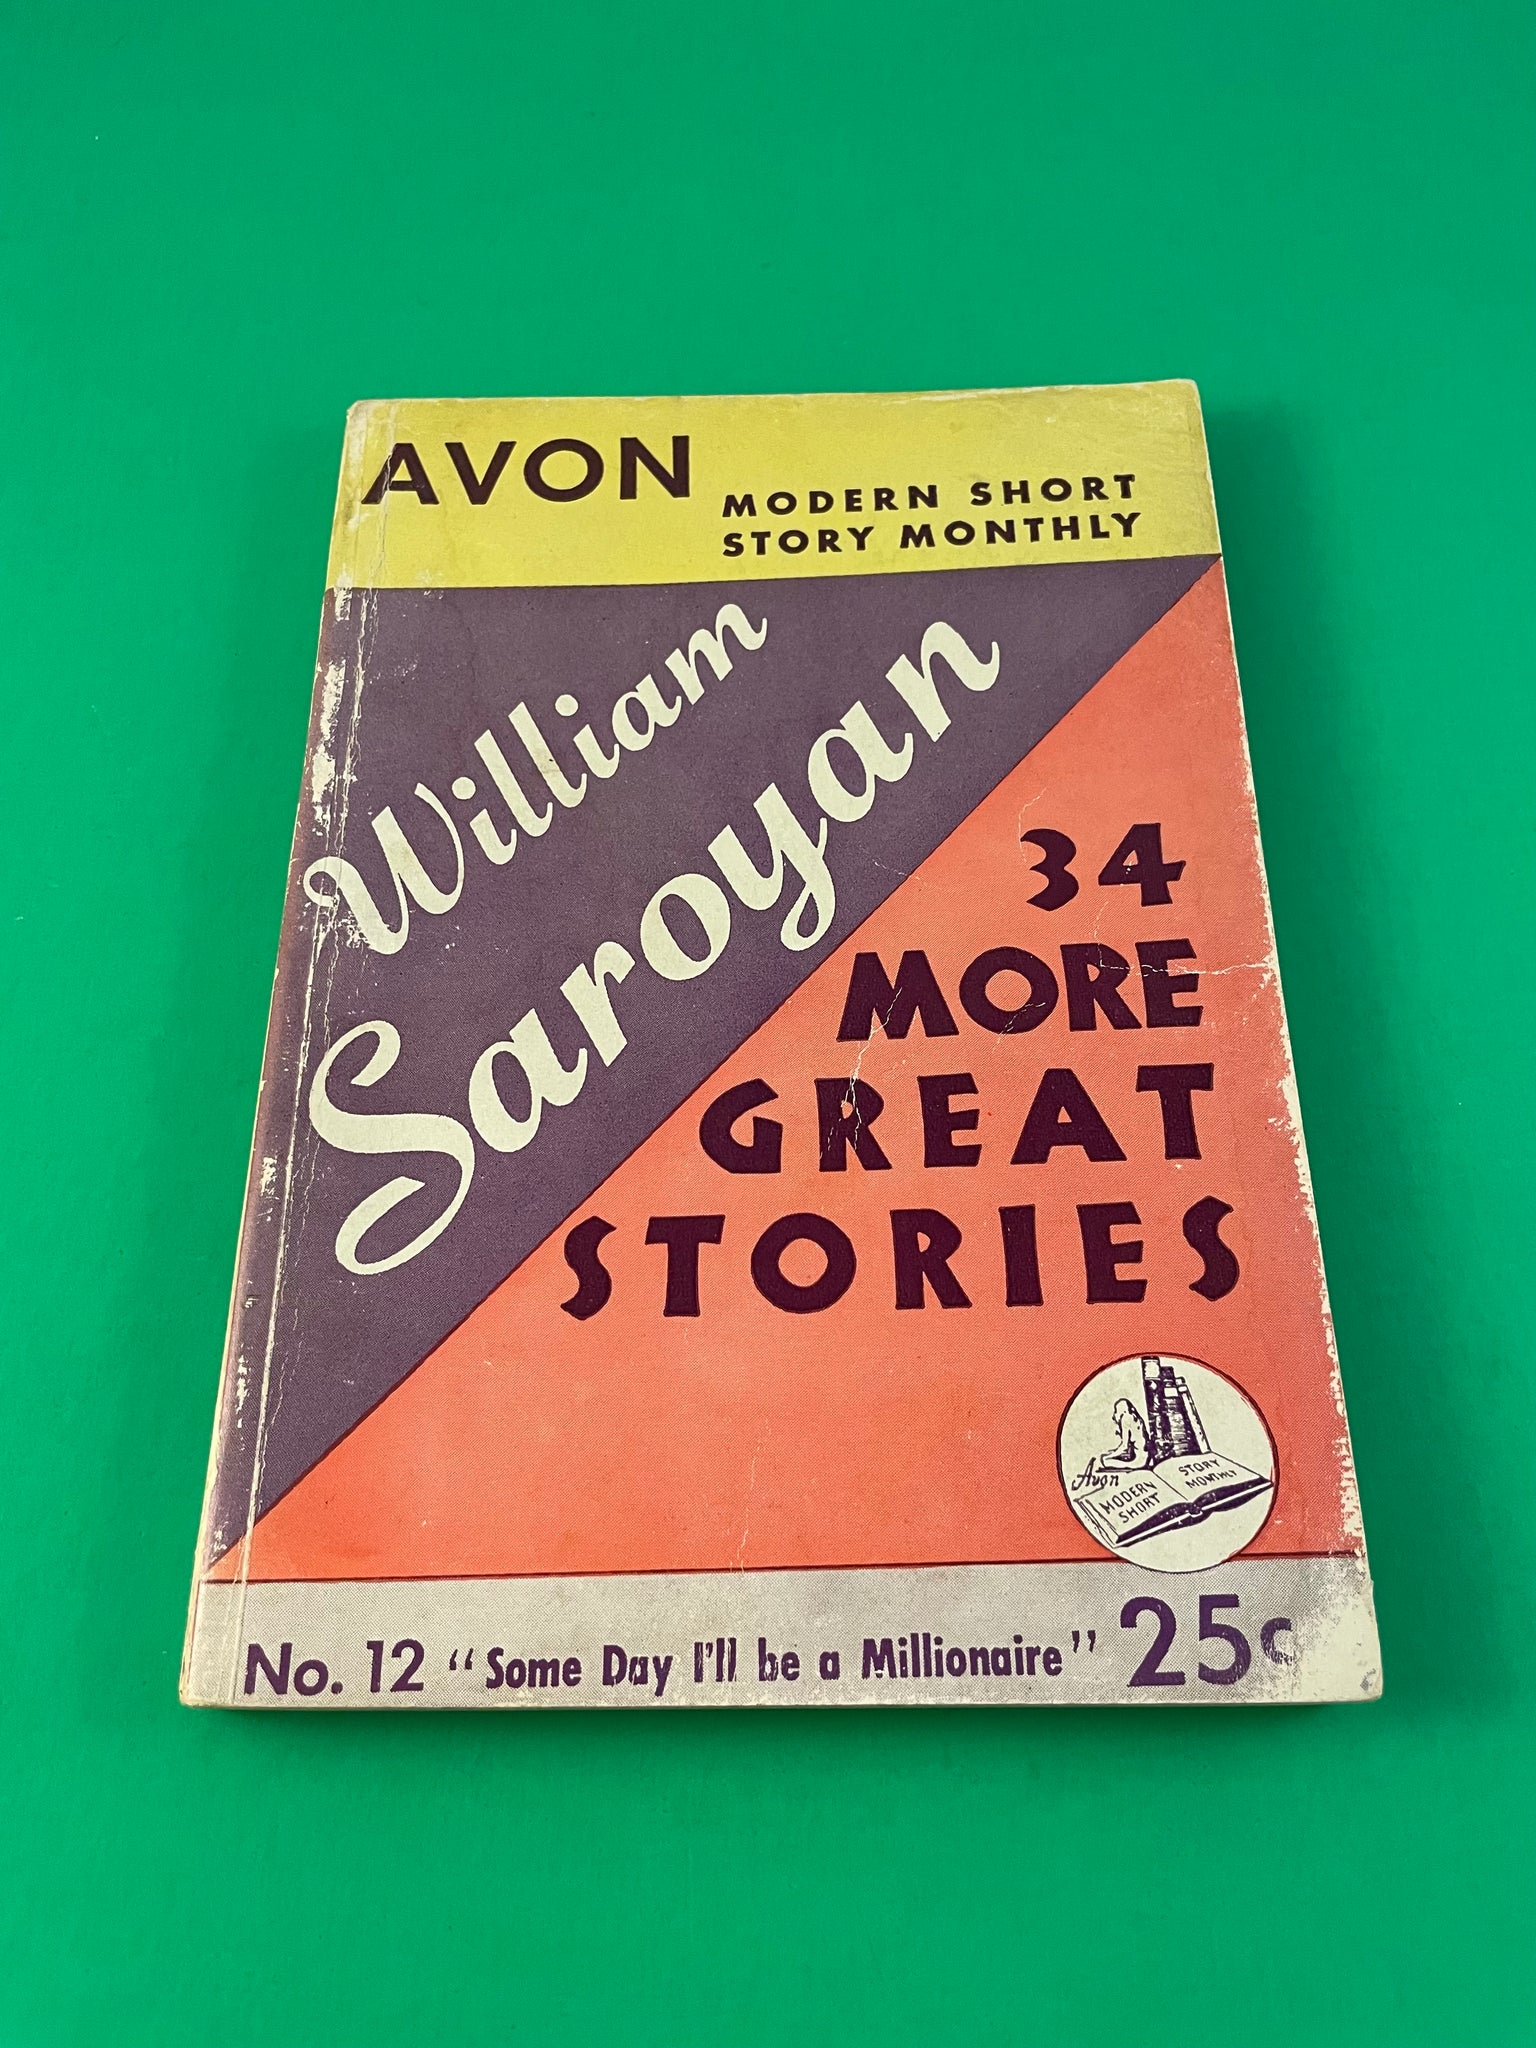 AVON
MODERN SHORT
STORY MONTHLY
William
Saroyan
34
MORE
GREAT
STORIES
Avon
MODERN
SHORT
STORY
MONTHLY
No. 12 "Some Day I'll be a Millionaire" 25c